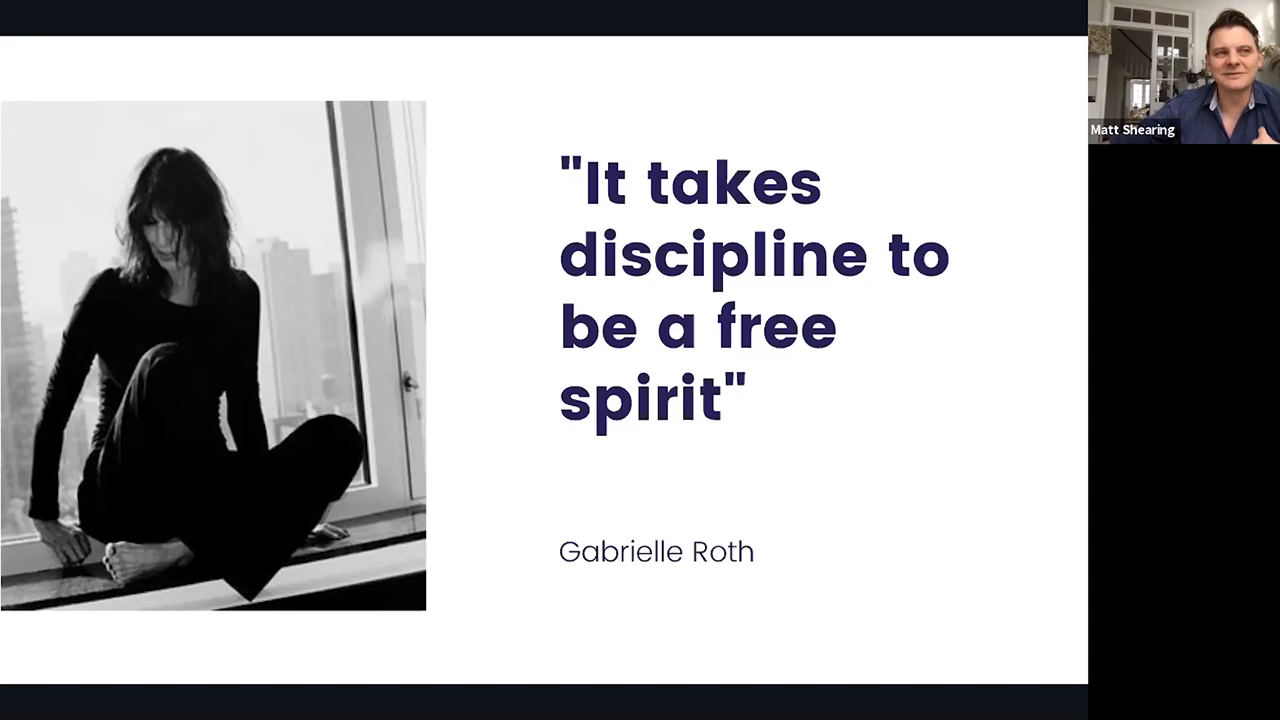 "It takes
discipline to
be a free
spirit"
Gabrielle Roth
Matt Shearing